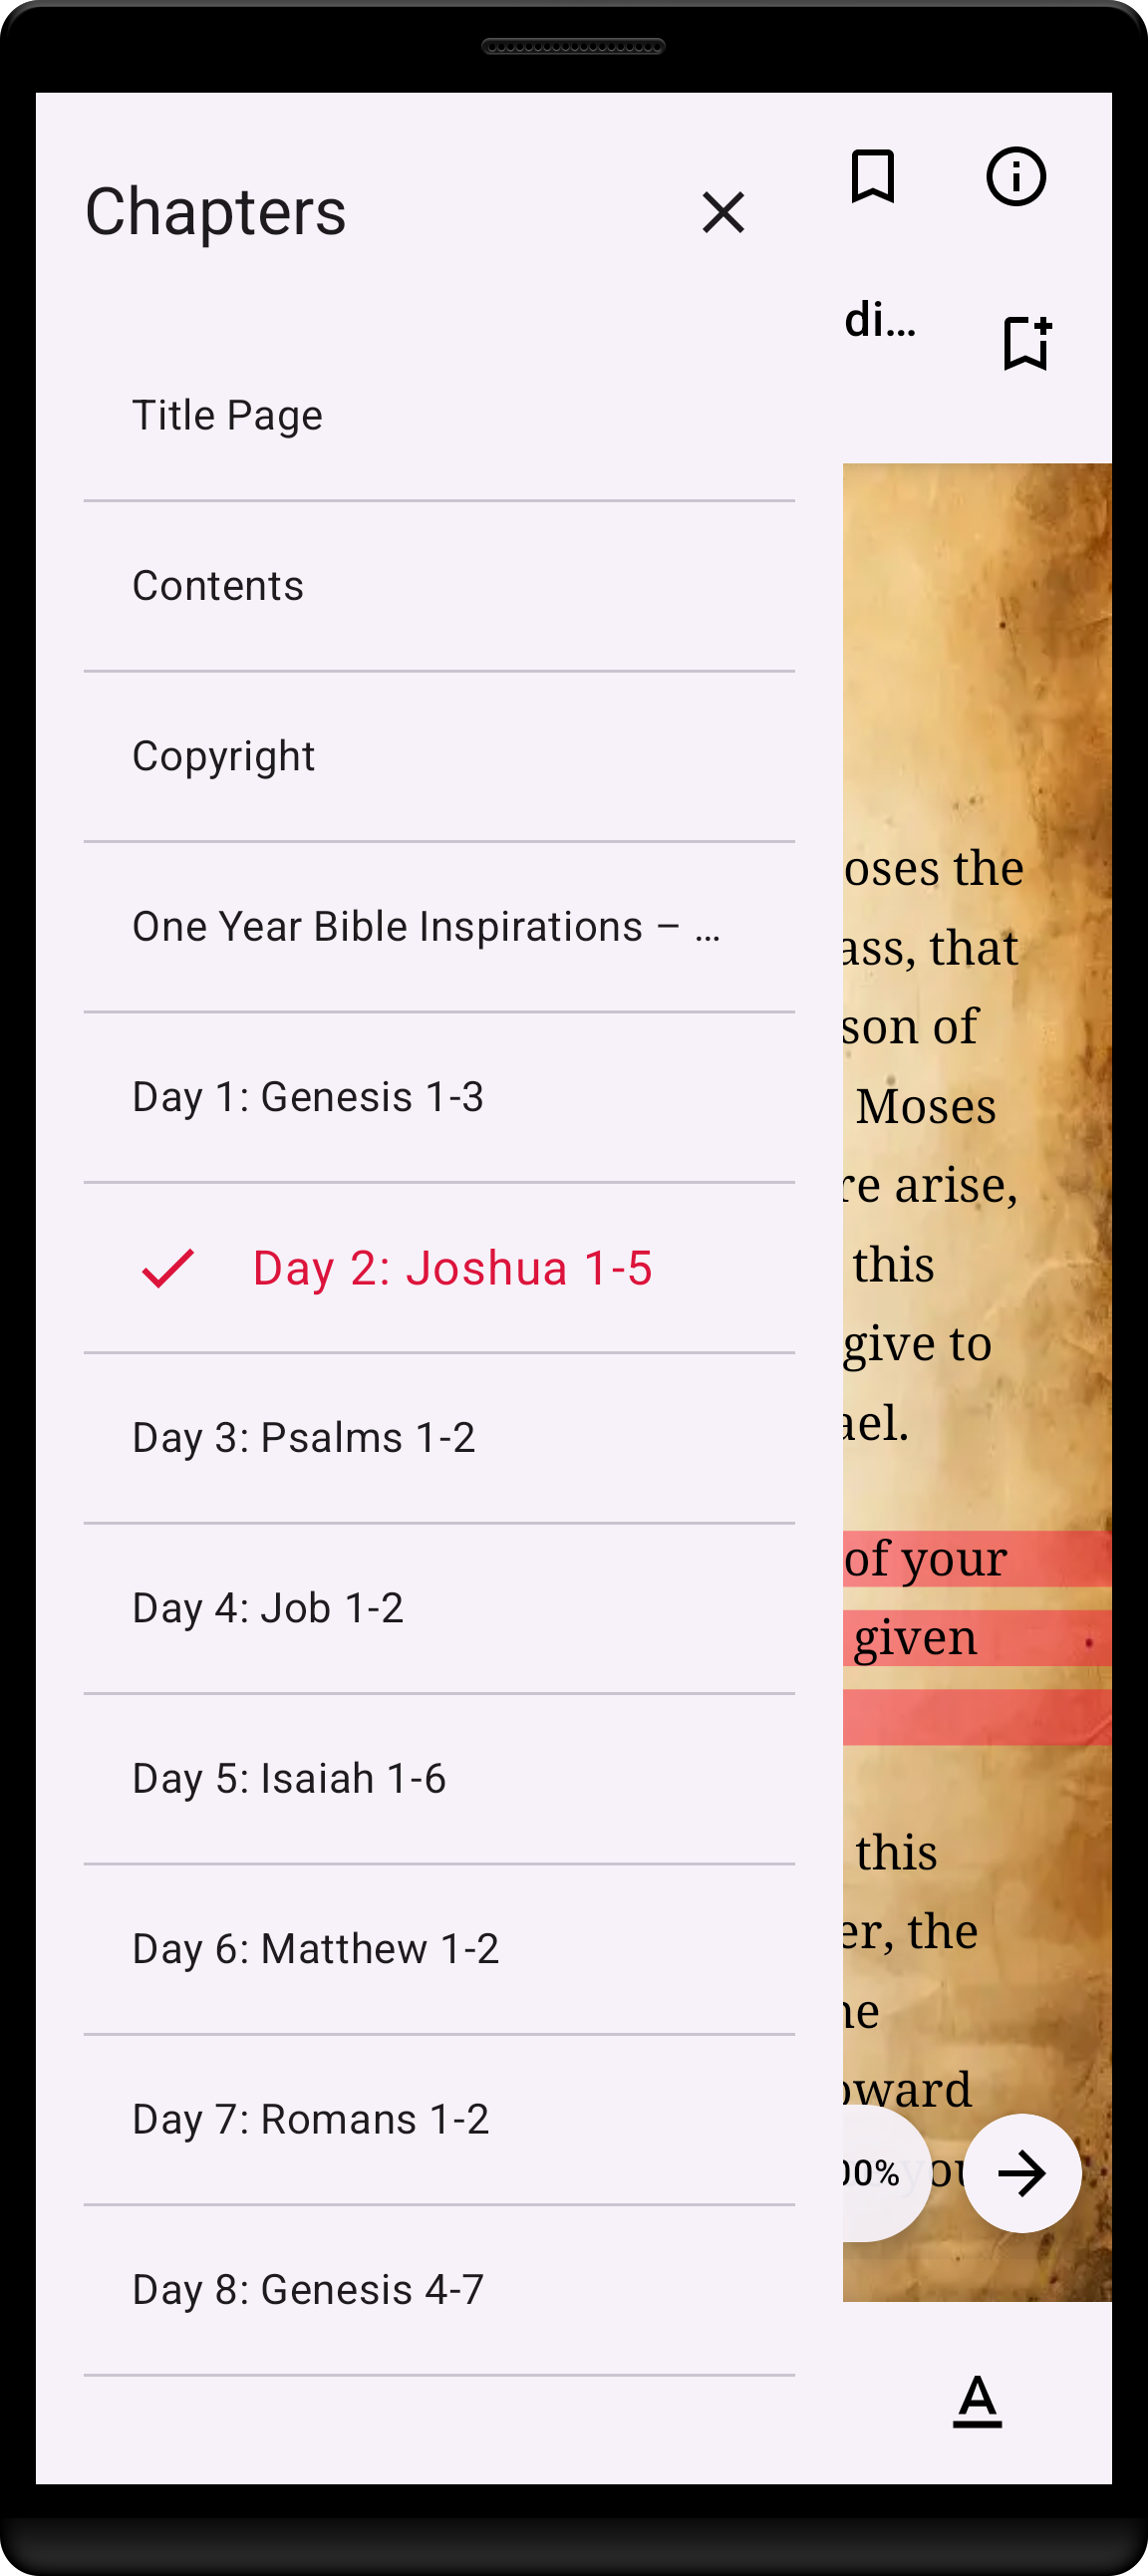 Chapters
di...
Title Page
Contents
Copyright
One Year Bible Inspirations – ...
Day 1: Genesis 1-3
Day 2: Joshua 1-5
Day 3: Psalms 1-2
Day 4: Job 1-2
Day 5: Isaiah 1-6
Day 6: Matthew 1-2
Day 7: Romans 1-2
Day 8: Genesis 4-7
oses the
ass, that
son of
Moses
re arise,
this
give to
ael.
of your
given
this
er, the
ne
oward
you
00%
A